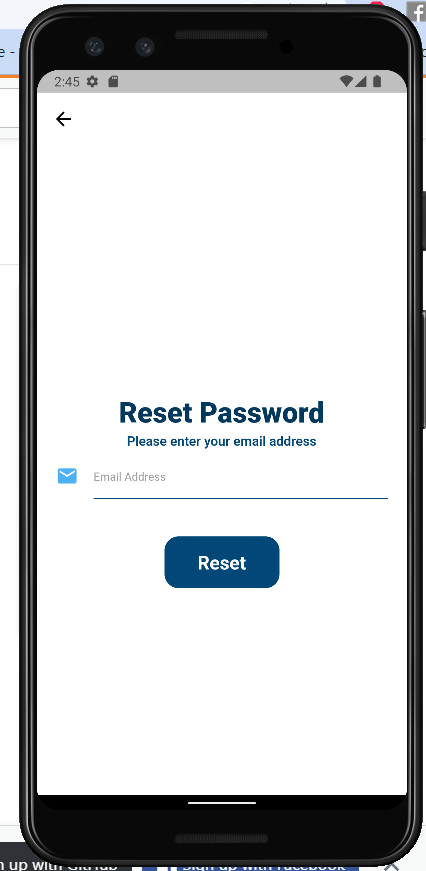 e -
2:45
Reset Password
Please enter your email address
Email Address
Reset
n up with GitHub
Sign up with Facebook